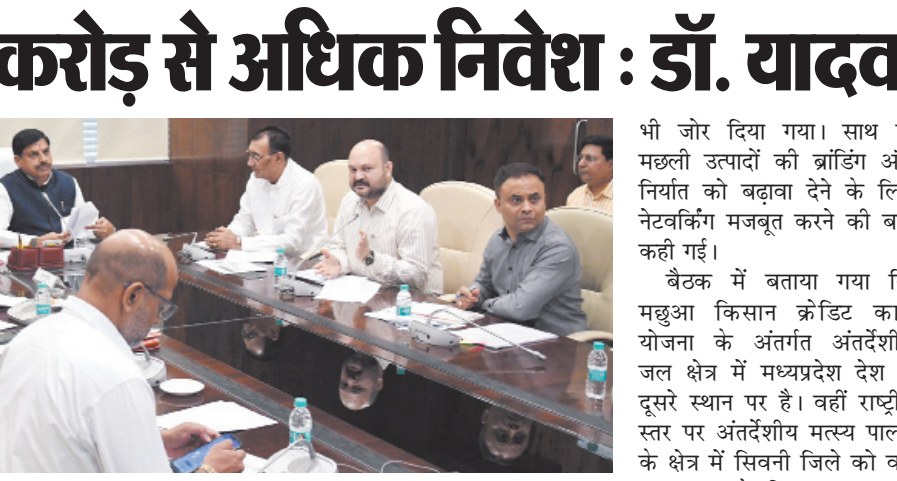 करोड़ से अधिक निवेश : डॉ. यादव
भी जोर दिया गया। साथ
मछली उत्पादों की ब्रांडिंग
निर्यात को बढ़ावा देने के
नेटवर्किंग मजबूत करने की
कही गई।
बैठक में बताया गया
मछुआ किसान क्रेडिट
योजना के अंतर्गत
जल क्षेत्र में मध्यप्रदेश देश
दूसरे स्थान पर है। वहीं
स्तर पर अंतर्देशीय मत्स्य
के क्षेत्र में सिवनी जिले को